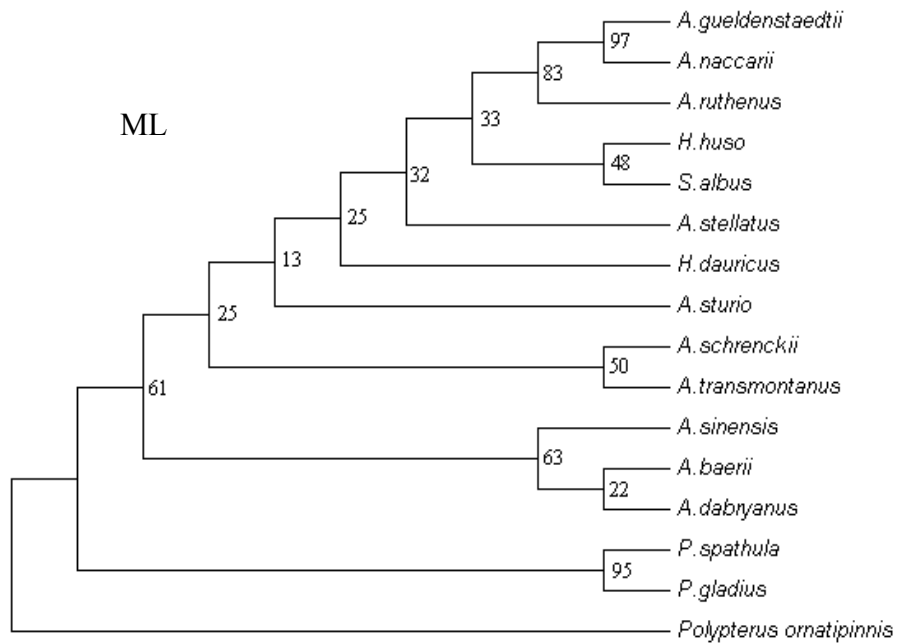 A.gueldenstaedtii
97
A.naccarii
83
A.ruthenus
ML
33
H.huso
48
S.albus
32
A.stellatus
25
H.dauricus
13
A.sturio
25
A.schrenckii
50
A.transmontanus
61
A.sinensis
63
A.baerii
22
A.dabryanus
P.spathula
95
P.gladius
Polypterus ornatipinnis